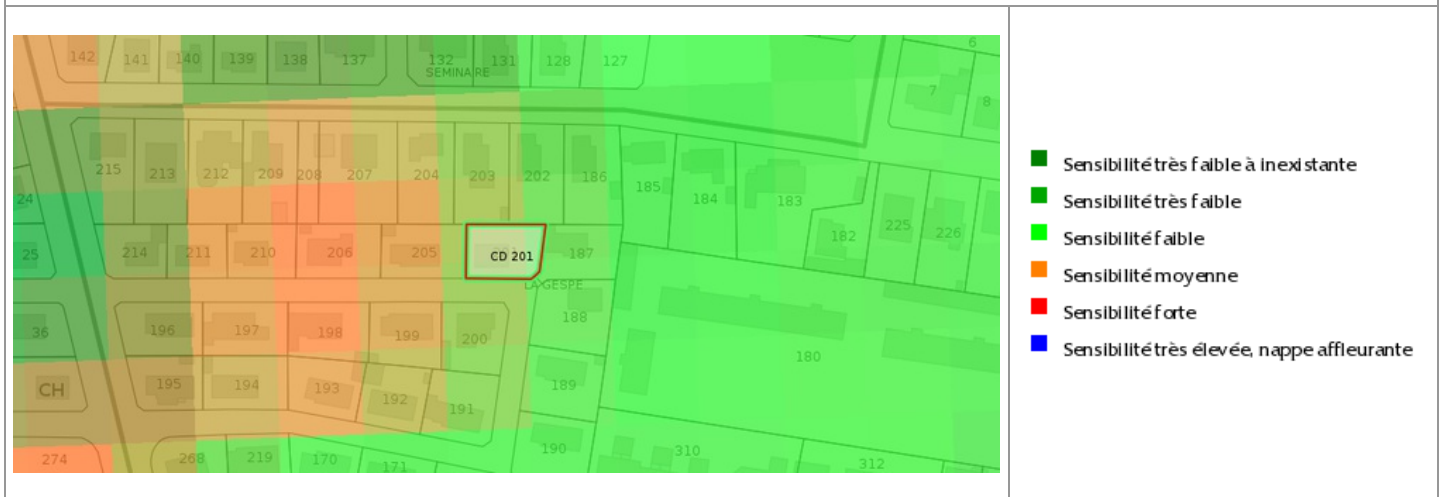 142 141 140 139 138 137 132 131 128 127 6
SEMINAIRE
7 8
215 213 212 209 208 207 204 203 202 186 185 184 183
24
225 226
182
25 214 211 210 206 205 CD 201 187
LA GESPE
36 196 197 198 199 200 188
180
CH 195 194 193 192 191 189
274 268 219 170 171 190 310 312
Sensibilité très faible à inexistante
Sensibilité très faible
Sensibilité faible
Sensibilité moyenne
Sensibilité forte
Sensibilité très élevée, nappe affleurante